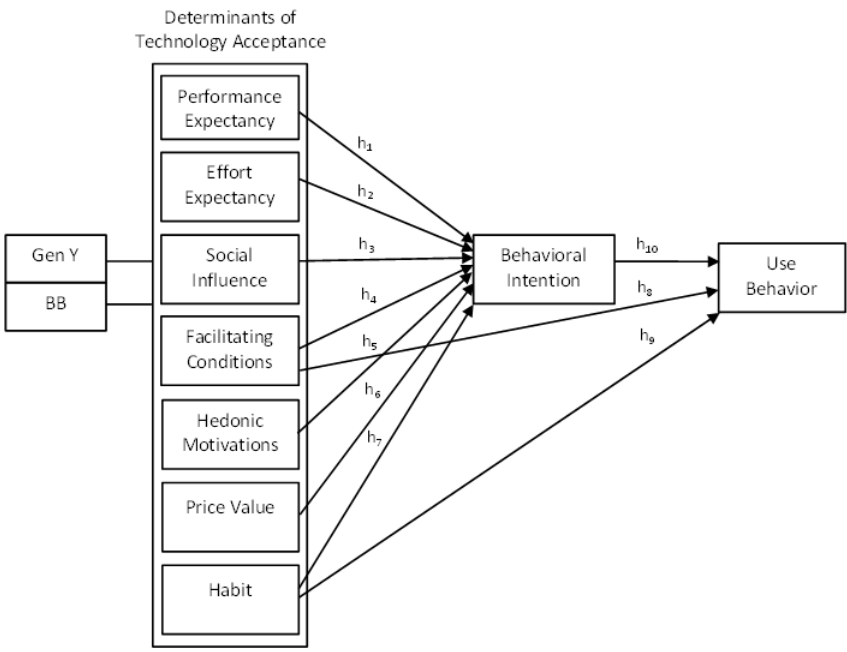 Determinants of
Technology Acceptance
Performance
Expectancy
h1
Effort
Expectancy
h2
Gen Y
BB
Social
Influence
h3
Behavioral
Intention
h10
Use
Behavior
h4
h8
Facilitating
Conditions
h5
h9
Hedonic
Motivations
h6
h7
Price Value
Habit